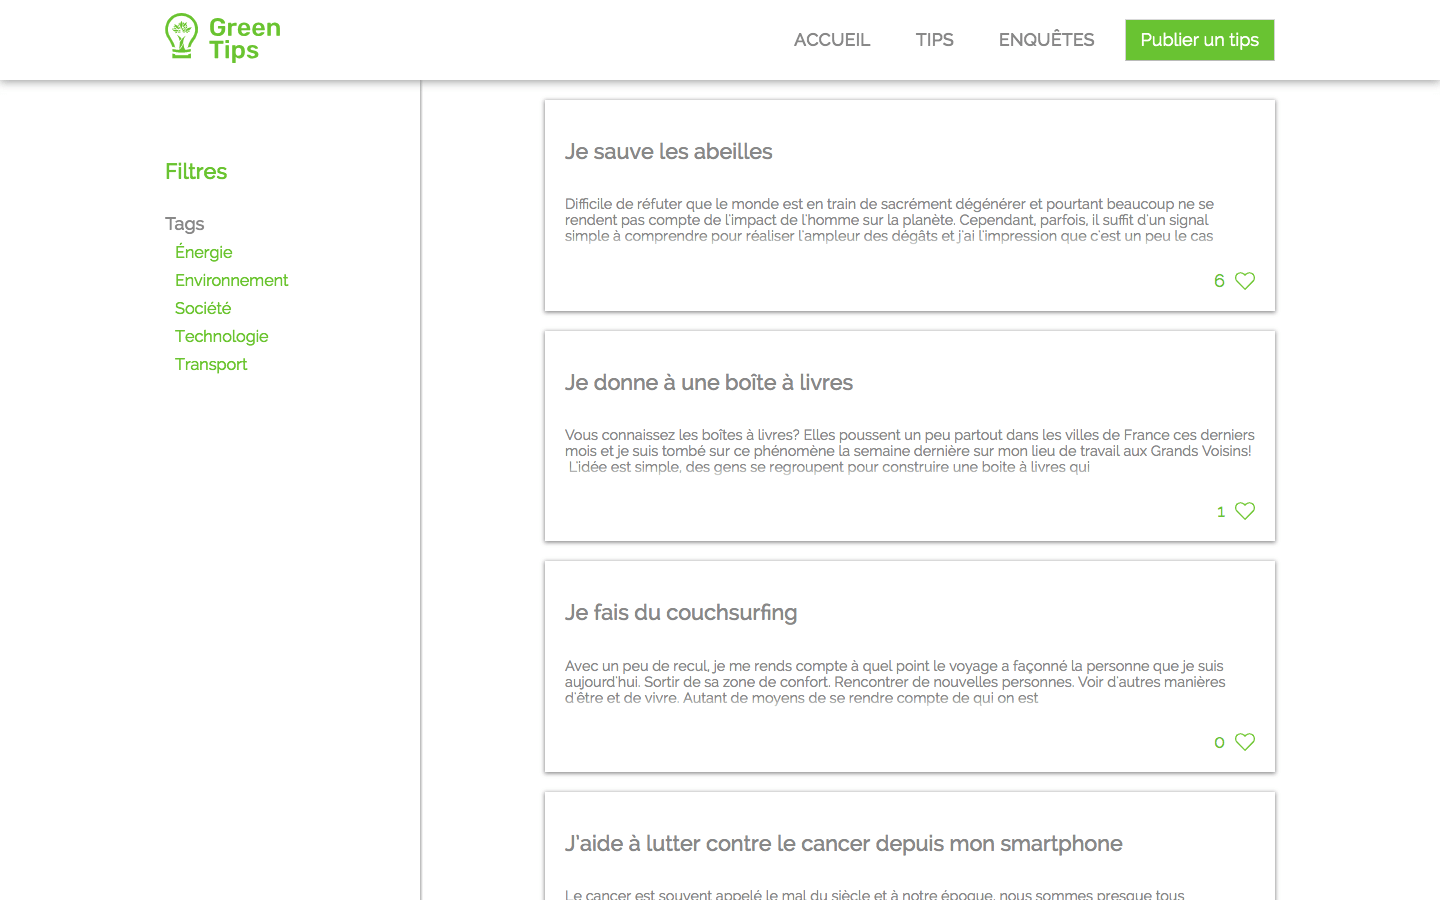 Green
Tips
ACCUEIL
TIPS
ENQUÊTES
Publier un tips
Filtres
Tags
Énergie
Environnement
Société
Technologie
Transport
Je sauve les abeilles
Difficile de réfuter que le monde est en train de sacrément dégénérer et pourtant beaucoup ne se
rendent pas compte de l'impact de l'homme sur la planète. Cependant, parfois, il suffit d'un signal
simple à comprendre pour réaliser l'ampleur des dégâts et j'ai l'impression que c'est un peu le cas
6
Je donne à une boîte à livres
Vous connaissez les boîtes à livres? Elles poussent un peu partout dans les villes de France ces derniers
mois et je suis tombé sur ce phénomène la semaine dernière sur mon lieu de travail aux Grands Voisins!
L'idée est simple, des gens se regroupent pour construire une boite à livres qui
1
Je fais du couchsurfing
Avec un peu de recul, je me rends compte à quel point le voyage a façonné la personne que je suis
aujourd'hui. Sortir de sa zone de confort. Rencontrer de nouvelles personnes. Voir d'autres manières
d'être et de vivre. Autant de moyens de se rendre compte de qui on est
0
J'aide à lutter contre le cancer depuis mon smartphone
Le cancer est souvent appelé le mal du siècle et à notre époque, nous sommes presque tous